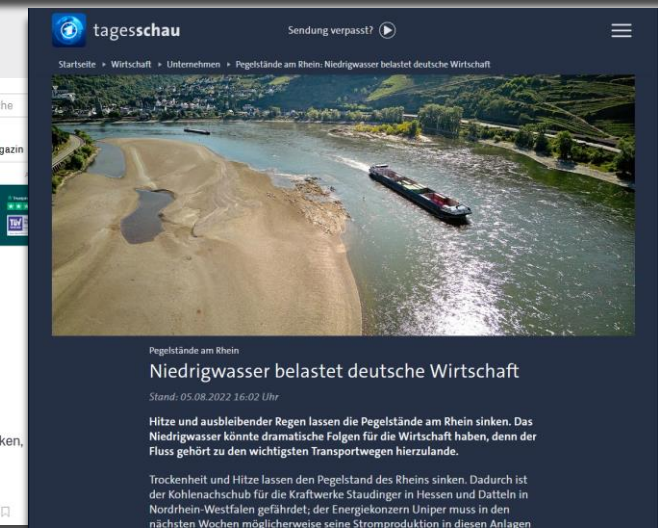 tagesschau
Sendung verpasst?
Startseite ▸ Wirtschaft ▸ Unternehmen ▸ Pegelstände am Rhein: Niedrigwasser belastet deutsche Wirtschaft
he
gazin
TÜV
ken,
Pegelstände am Rhein
Niedrigwasser belastet deutsche Wirtschaft
Stand: 05.08.2022 16:02 Uhr
Hitze und ausbleibender Regen lassen die Pegelstände am Rhein sinken. Das
Niedrigwasser könnte dramatische Folgen für die Wirtschaft haben, denn der
Fluss gehört zu den wichtigsten Transportwegen hierzulande.
Trockenheit und Hitze lassen den Pegelstand des Rheins sinken. Dadurch ist
der Kohlenachschub für die Kraftwerke Staudinger in Hessen und Datteln in
Nordrhein-Westfalen gefährdet; der Energiekonzern Uniper muss in den
nächsten Wochen möglicherweise seine Stromproduktion in diesen Anlagen